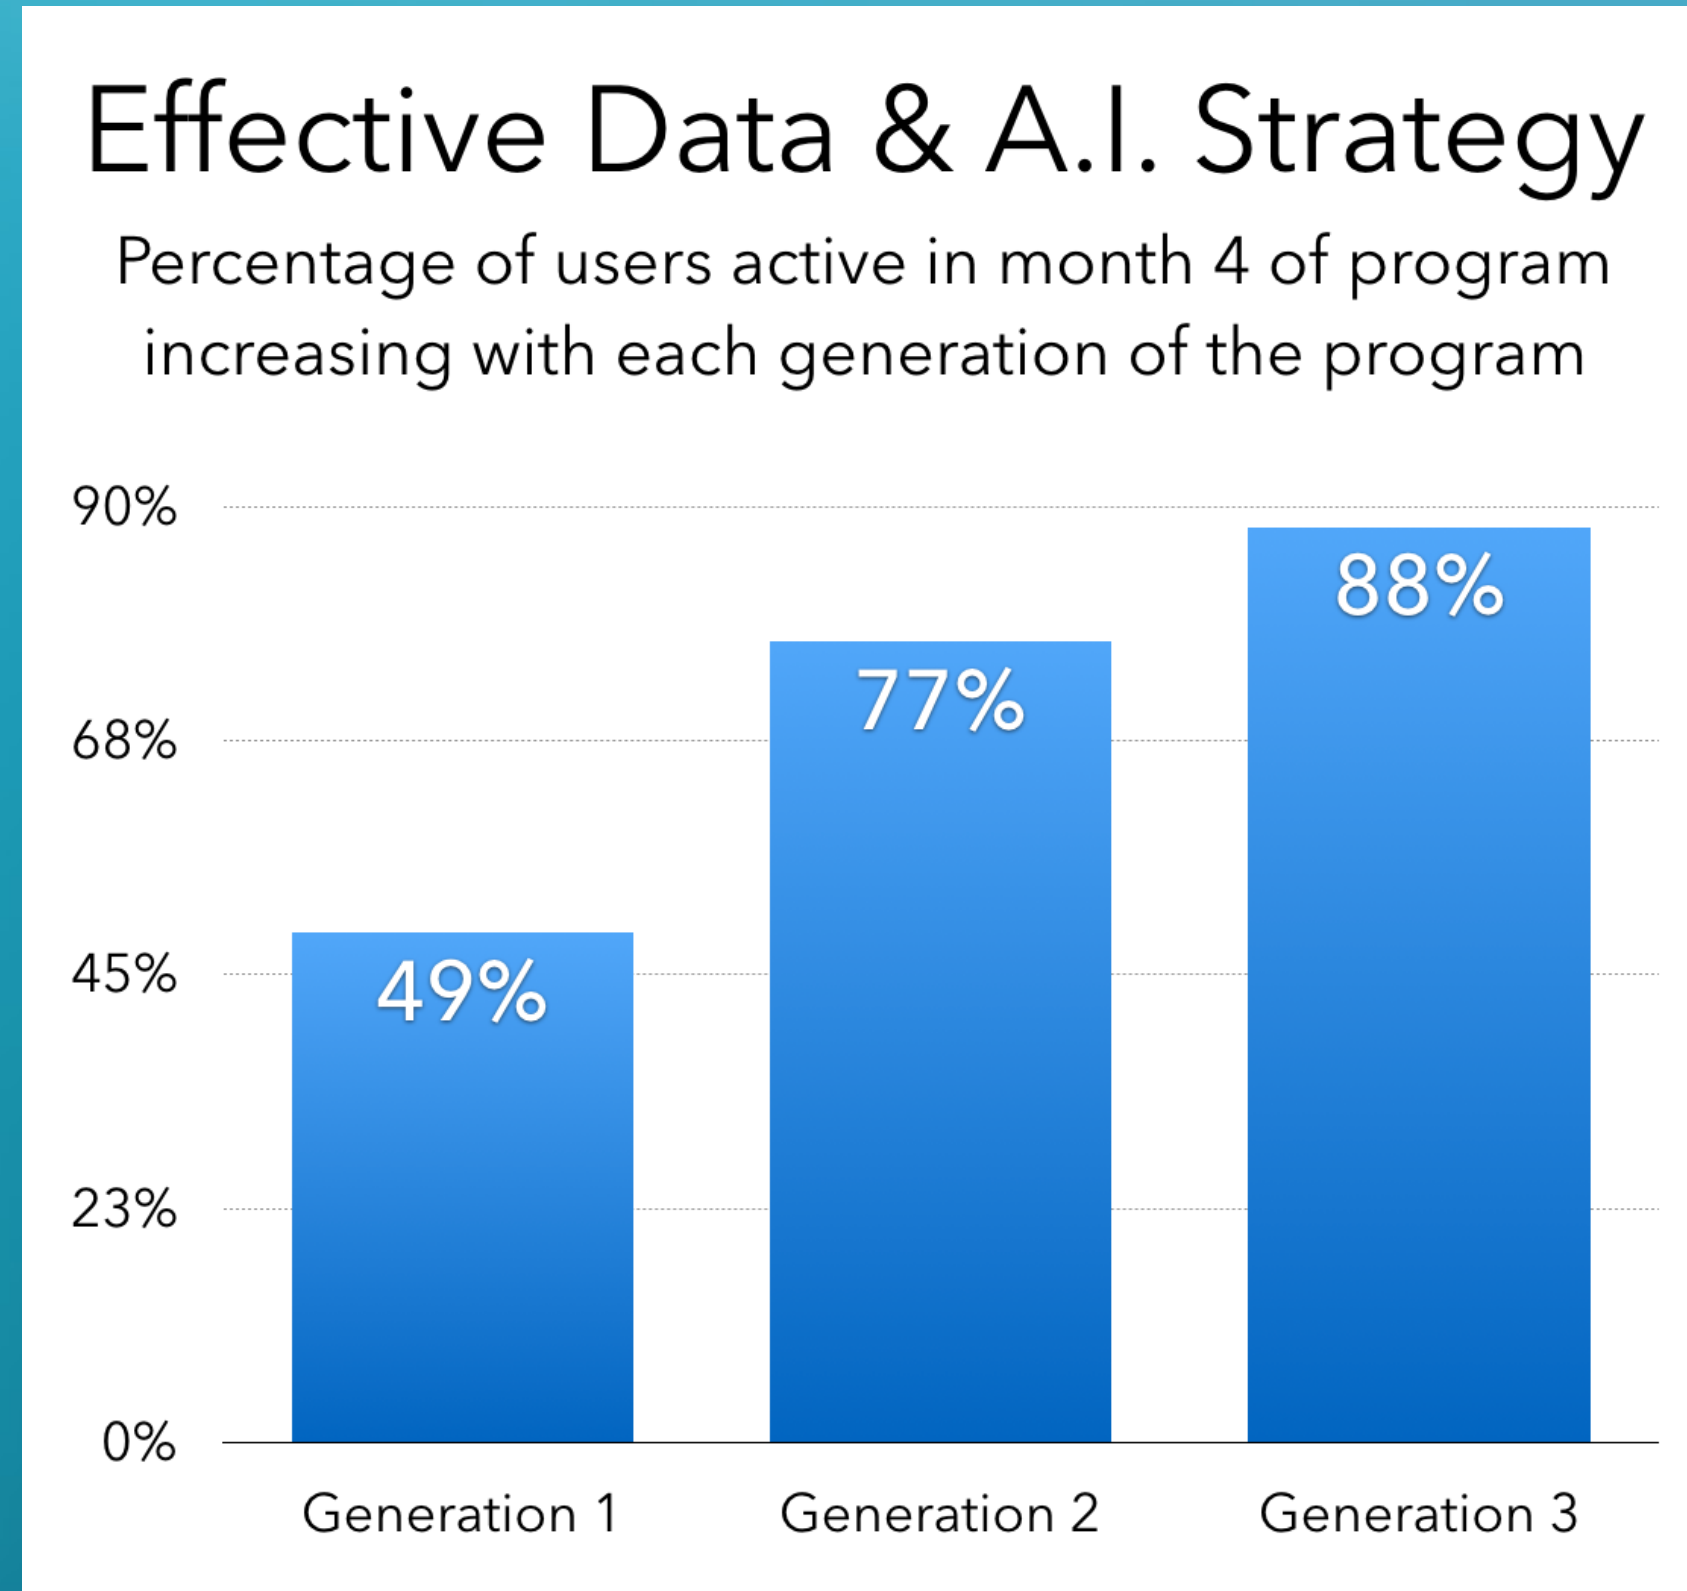 Effective Data & A.I. Strategy
Percentage of users active in month 4 of program
increasing with each generation of the program
90%
68%
45%
23%
0%
49%
77%
88%
Generation 1
Generation 2
Generation 3